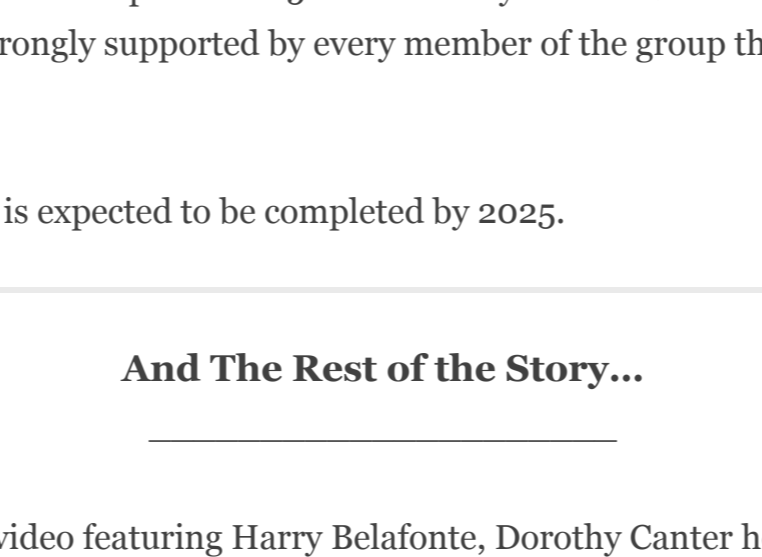 rongly supported by every member of the group th
is expected to be completed by 2025.
And The Rest of the Story...
video featuring Harry Belafonte, Dorothy Canter h